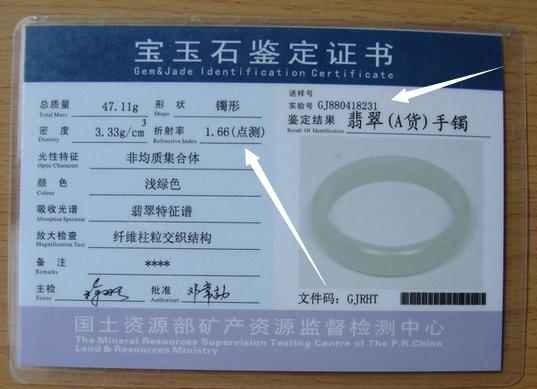 宝玉石鉴定证书
Gem&Jade Identification Certificate
总质量 Total Mass 47.11g 形状 Shape 镯形
密度 Density 3.33g/cm3 折射率 Refractive Index 1.66(点测)
光性特征 Optic Character 非均质集合体
颜色 Colour 浅绿色
吸收光谱 Absorption Spectrum 翡翠特征谱
放大检查 Magnification Test 纤维柱粒交织结构
备注 Remarks ****
主检 Tester 批准 Authorizer
送样号
实验号 GJ880418231
鉴定结果 Result Of Identification 翡翠(A货)手镯
文件码: GJRHT
国土资源部矿产资源监督检测中心
The Mineral Resources Supervision Testing Centre of The P.R.China
Land & Resources Ministry